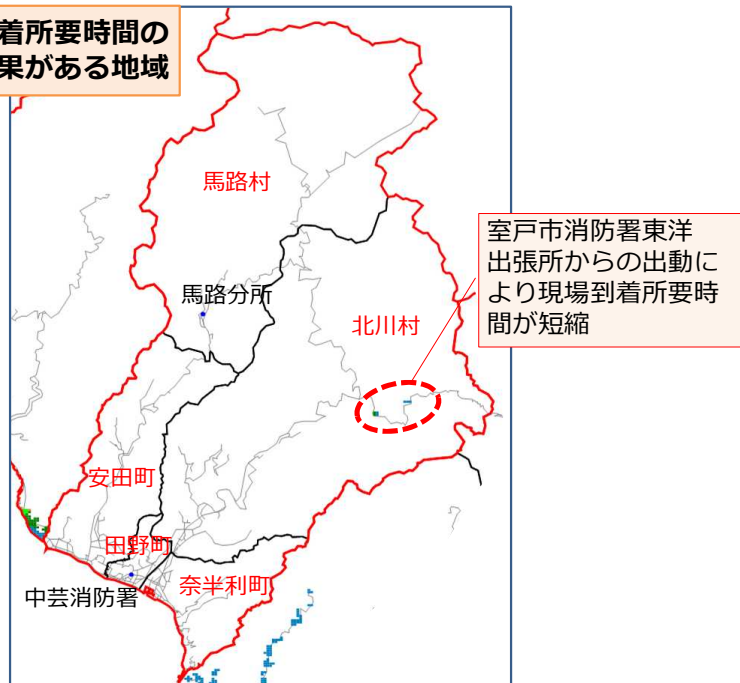 着所要時間の
果がある地域
馬路村
室戸市消防署東洋
出張所からの出動に
より現場到着所要時
間が短縮
馬路分所
北川村
安田町
田野町
奈半利町
中芸消防署